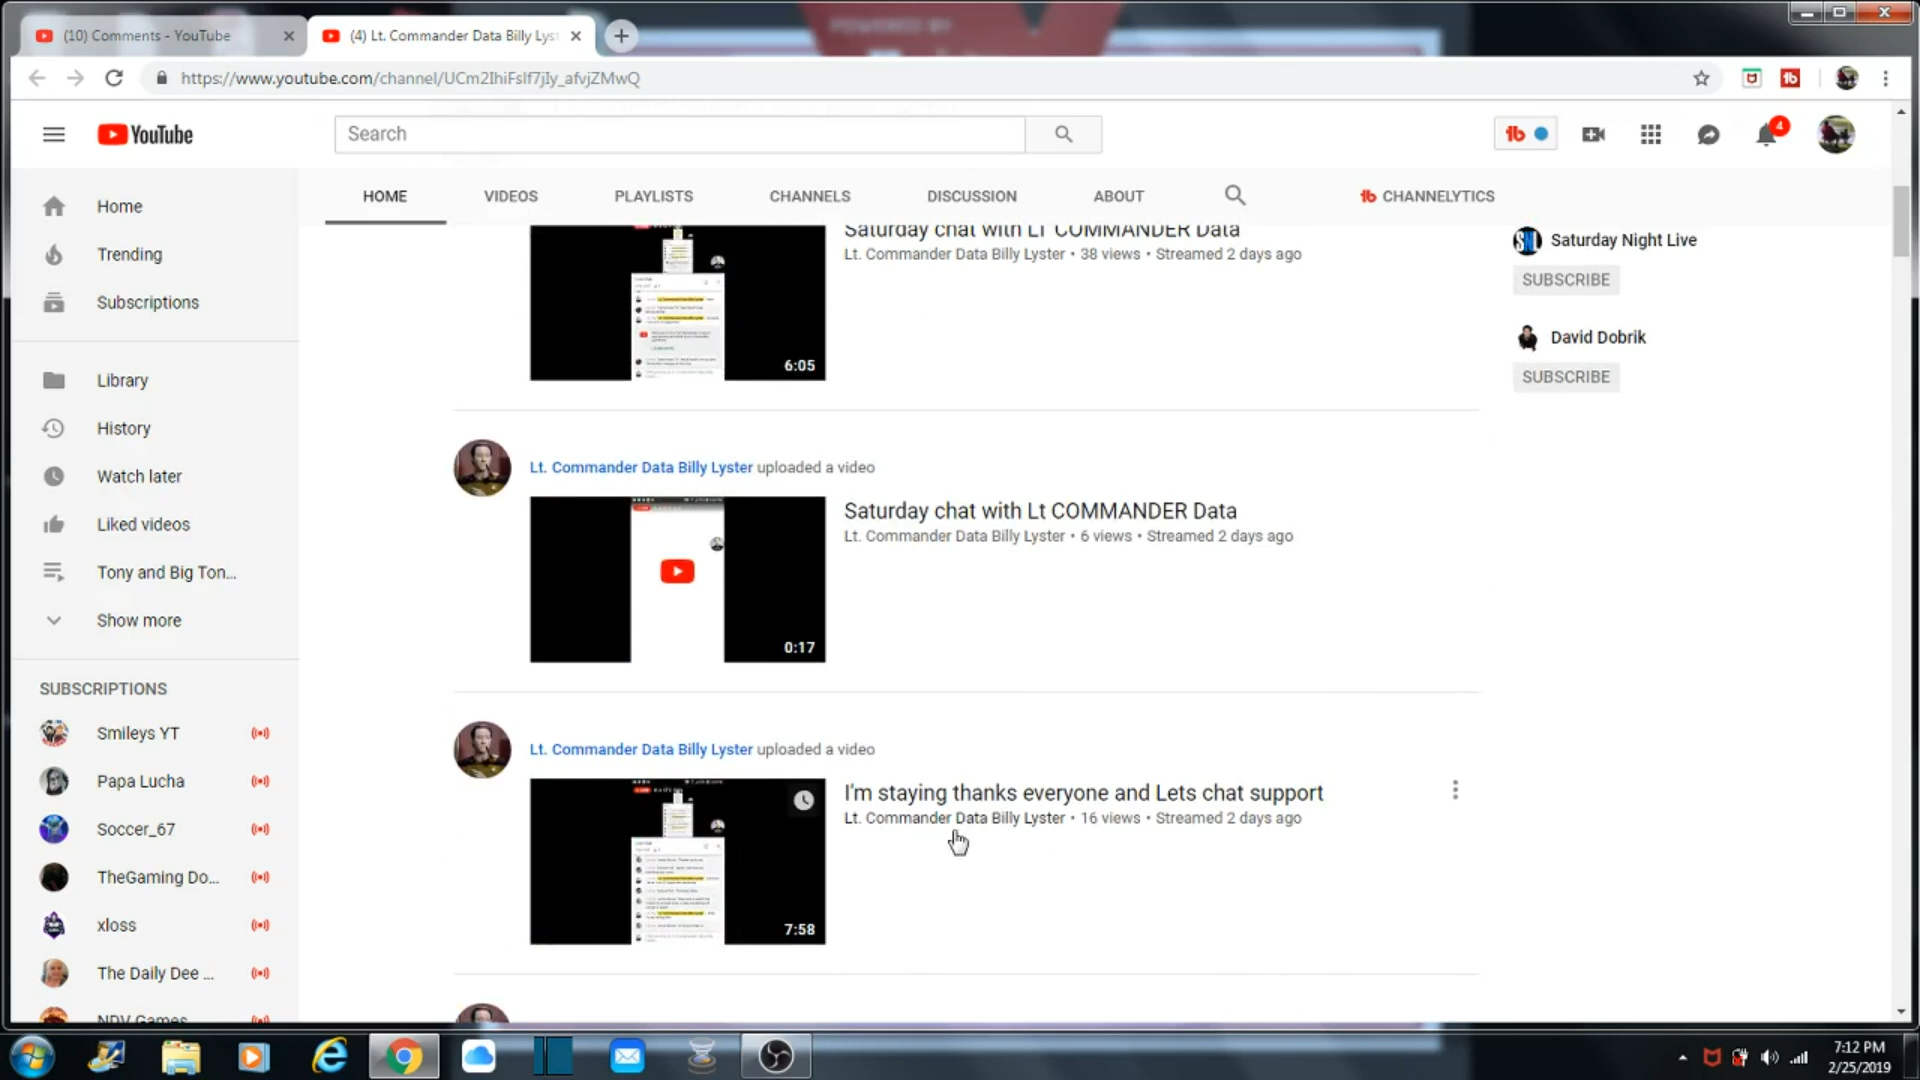 POWERED BY
(10) Comments - YouTube
(4) Lt. Commander Data Billy Lyst
https://www.youtube.com/channel/UCm2IhiFsIf7jIy_afvjZMwQ
YouTube
Search
4
HOME
VIDEOS
PLAYLISTS
CHANNELS
DISCUSSION
ABOUT
CHANNELYTICS
Home
Trending
Subscriptions
Library
History
Watch later
Liked videos
Tony and Big Ton...
Show more
SUBSCRIPTIONS
Smileys YT
Papa Lucha
Soccer_67
TheGaming Do...
xloss
The Daily Dee ...
NDV Games
Saturday chat with LT COMMANDER Data
Lt. Commander Data Billy Lyster • 38 views • Streamed 2 days ago
6:05
Lt. Commander Data Billy Lyster uploaded a video
Saturday chat with Lt COMMANDER Data
Lt. Commander Data Billy Lyster • 6 views • Streamed 2 days ago
0:17
Lt. Commander Data Billy Lyster uploaded a video
I'm staying thanks everyone and Lets chat support
Lt. Commander Data Billy Lyster • 16 views • Streamed 2 days ago
7:58
Saturday Night Live
SUBSCRIBE
David Dobrik
SUBSCRIBE
7:12 PM
2/25/2019